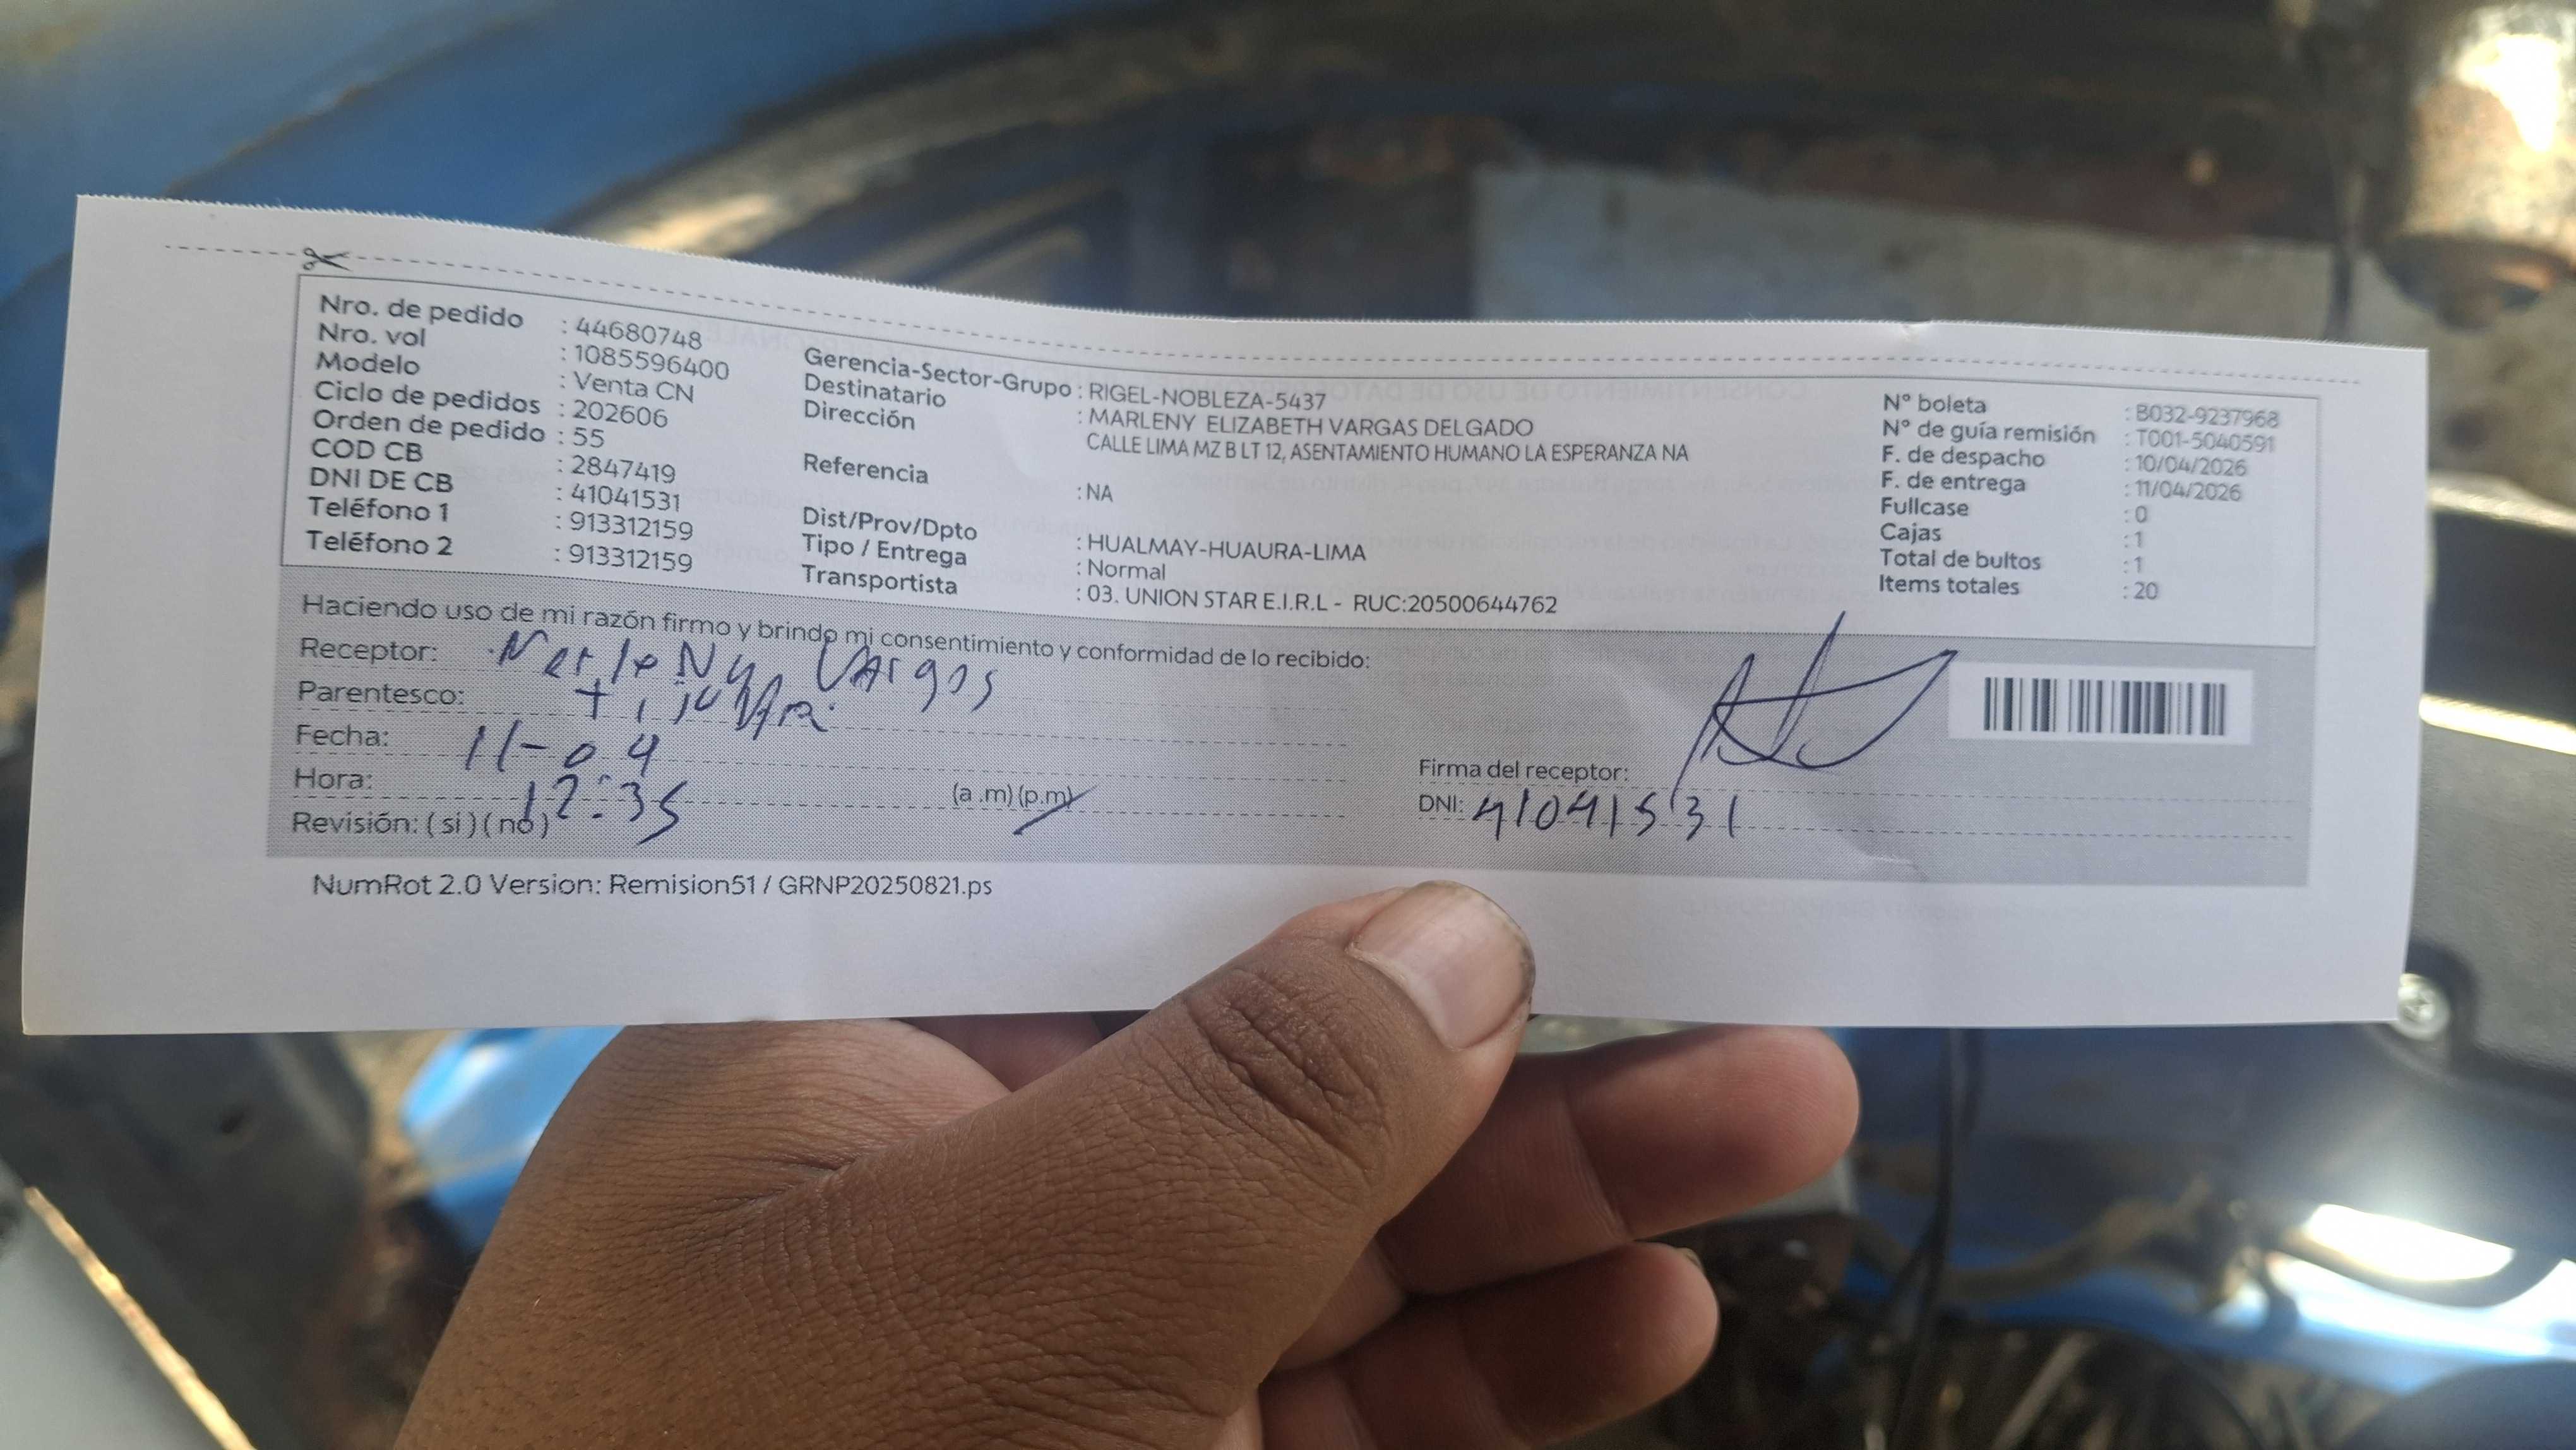 Nro. de pedido : 44680748
Nro. vol : 1085596400
Modelo : Venta CN
Ciclo de pedidos : 202606
Orden de pedido : 55
COD CB : 2847419
DNI DE CB : 41041531
Teléfono 1 : 913312159
Teléfono 2 : 913312159
Gerencia-Sector-Grupo : RIGEL-NOBLEZA-5437
Destinatario : MARLENY ELIZABETH VARGAS DELGADO
Dirección : CALLE LIMA MZ B LT 12, ASENTAMIENTO HUMANO LA ESPERANZA NA
Referencia : NA
Dist/Prov/Dpto : HUALMAY-HUAURA-LIMA
Tipo / Entrega : Normal
Transportista : 03. UNION STAR E.I.R.L - RUC:20500644762
N° boleta : B032-9237968
N° de guía remisión : T001-5040591
F. de despacho : 10/04/2026
F. de entrega : 11/04/2026
Fullcase : 0
Cajas : 1
Total de bultos : 1
Items totales : 20
Haciendo uso de mi razón firmo y brindo mi consentimiento y conformidad de lo recibido:
Receptor: Vargas
Parentesco:
Fecha: 11-04
Hora: 12:35 (a .m) (p.m)
Revisión: ( si ) ( no )
Firma del receptor:
DNI: 41041531
NumRot 2.0 Version: Remision51 / GRNP20250821.ps